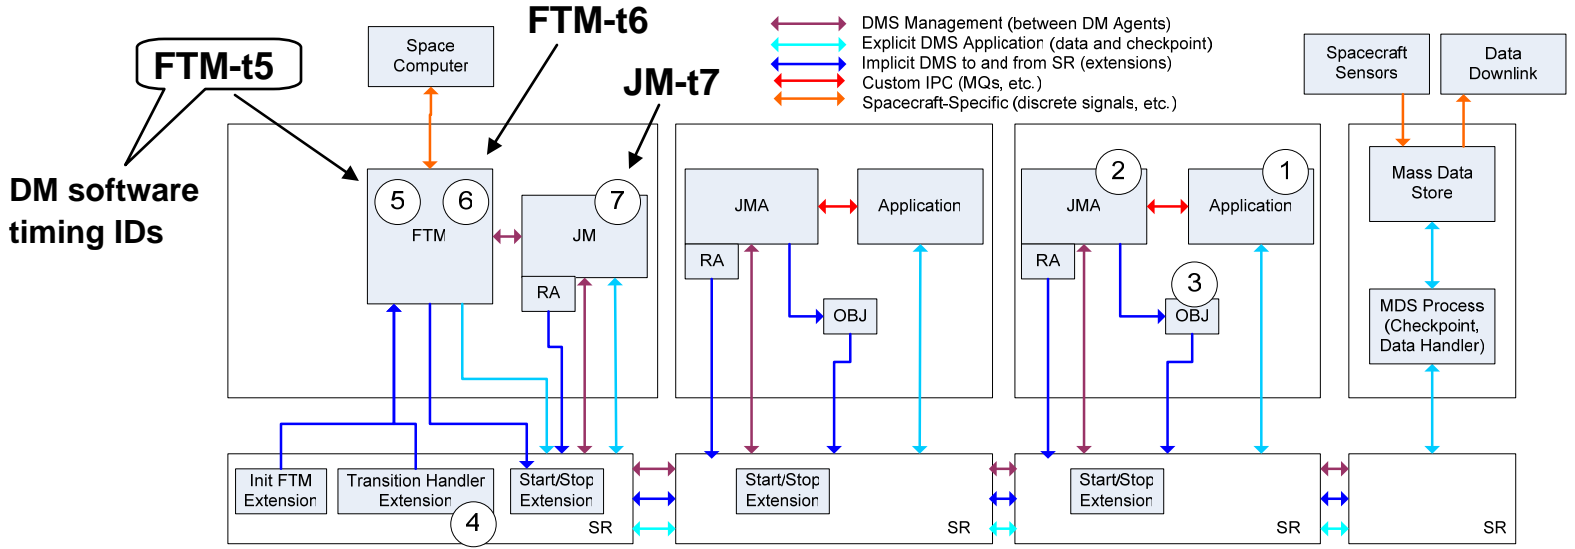 FTM-t6
FTM-t5
JM-t7
DM software
timing IDs
DMS Management (between DM Agents)
Explicit DMS Application (data and checkpoint)
Implicit DMS to and from SR (extensions)
Custom IPC (MQs, etc.)
Spacecraft-Specific (discrete signals, etc.)
Space
Computer
Spacecraft
Sensors
Data
Downlink
5
6
FTM
7
JM
RA
JMA
Application
RA
OBJ
2
JMA
1
Application
RA
3
OBJ
Mass Data
Store
MDS Process
(Checkpoint,
Data Handler)
Init FTM
Extension
Transition Handler
Extension
4
Start/Stop
Extension
SR
Start/Stop
Extension
SR
Start/Stop
Extension
SR
SR